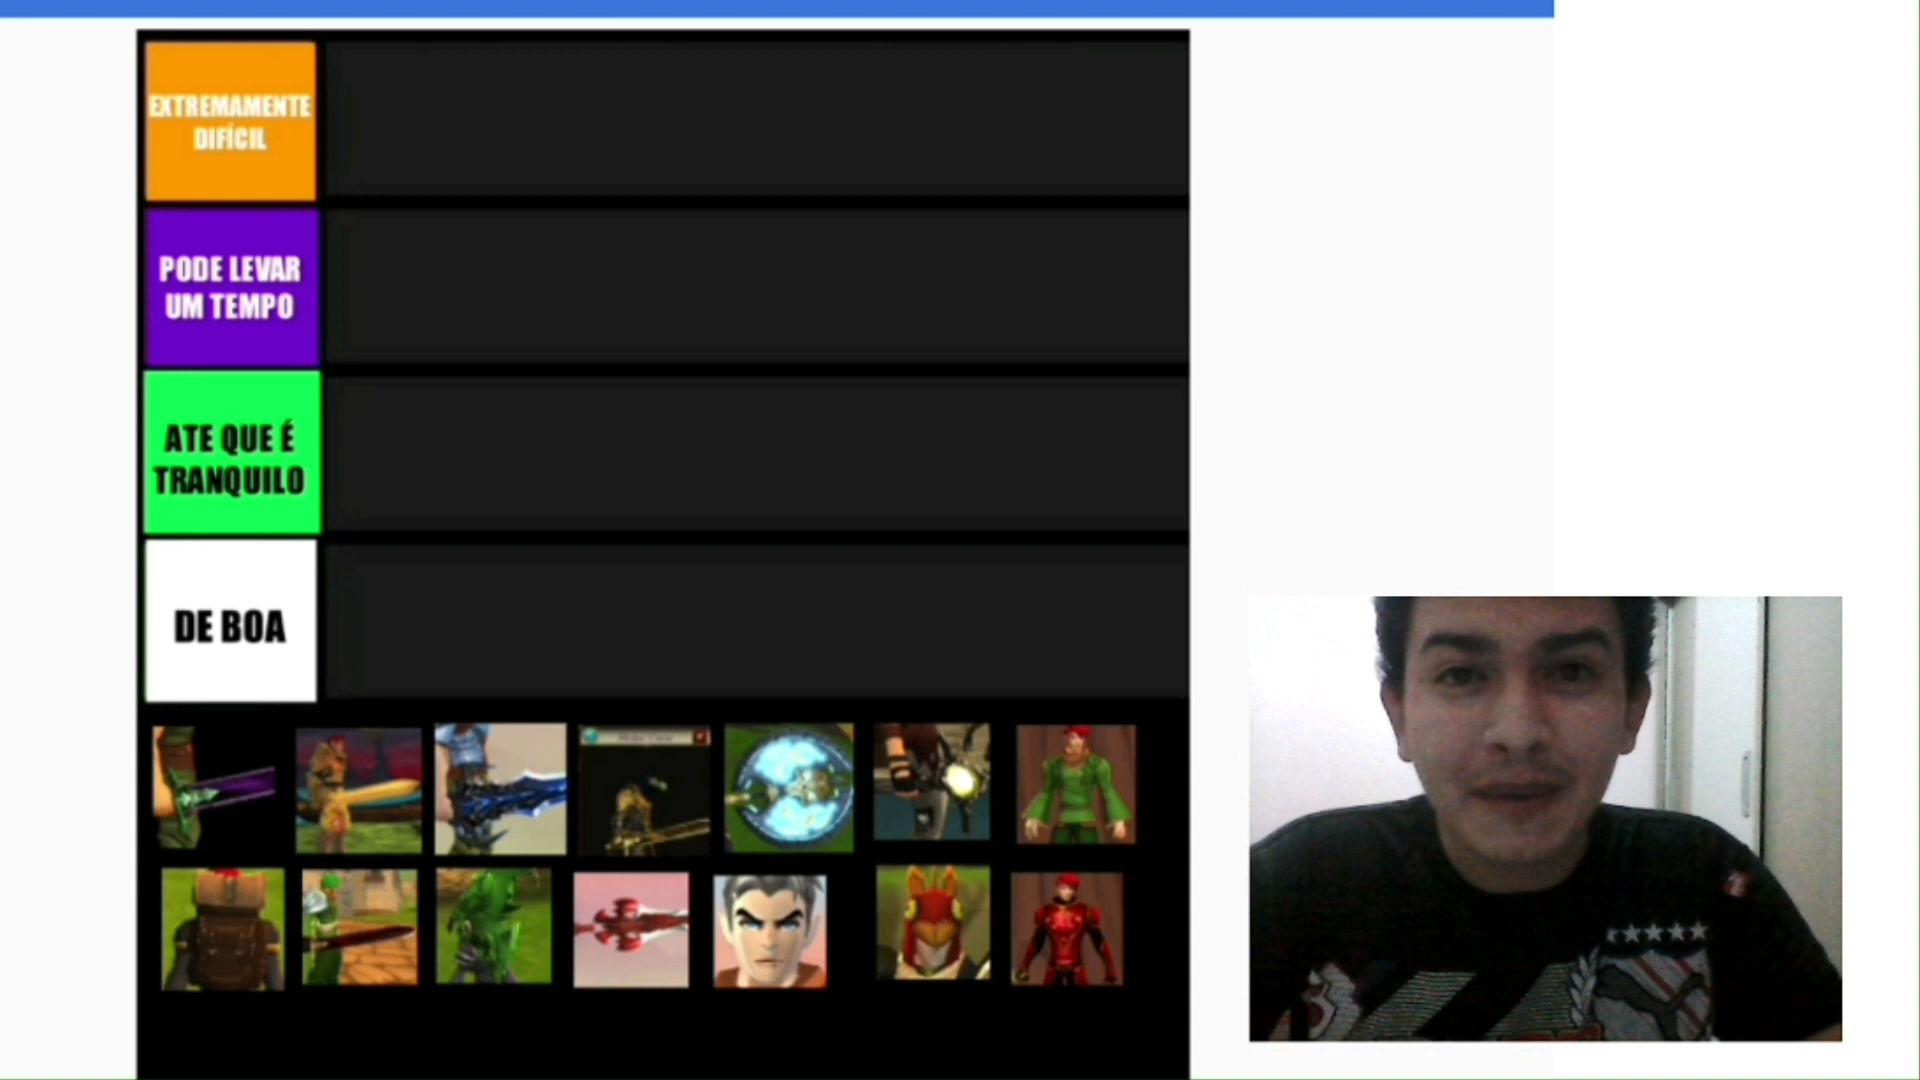 EXTREMAMENTE
DIFÍCIL
PODE LEVAR
UM TEMPO
ATE QUE É
TRANQUILO
DE BOA